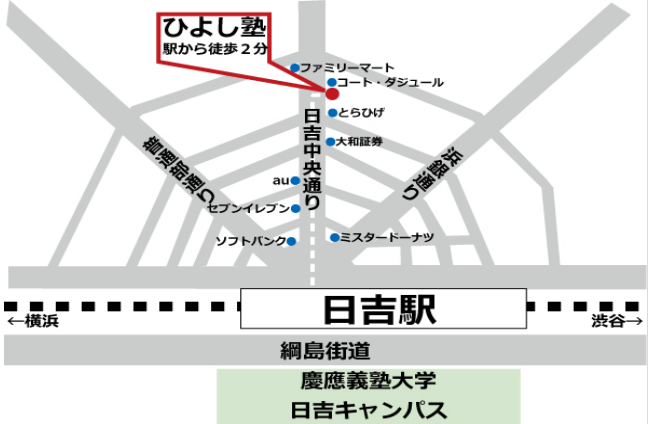 ひよし塾
駅から徒歩２分
ファミリーマート
コート・ダジュール
とらひげ
大和証券
日吉中央通り
普通部通り
浜銀通り
au
セブンイレブン
ソフトバンク
ミスタードーナツ
日吉駅
←横浜
渋谷→
綱島街道
慶應義塾大学
日吉キャンパス